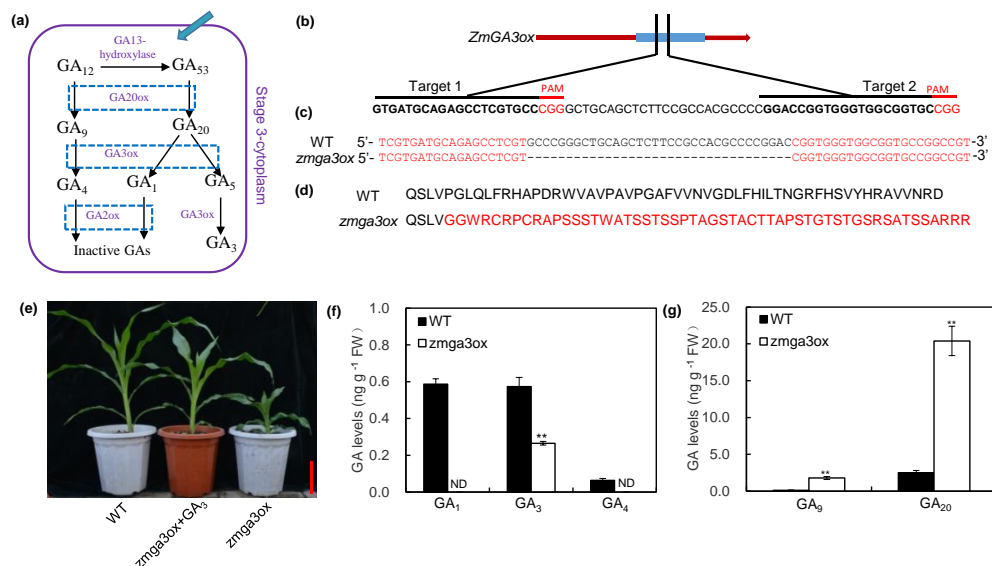 (a)
GA13-
hydroxylase
GA12 GA53
GA20ox
GA9 GA20
GA3ox
GA4 GA1 GA5
GA2ox GA3ox
Inactive GAs GA3
Stage 3-cytoplasm
(b)
ZmGA3ox
Target 1 PAM Target 2 PAM
GTGATGCAGAGCCTCGTGCCCGGGCTGCAGCTCTTCCGCCACGCCCCGGACCGGTGGGTGGCGGTGCCGG
(c)
WT 5'- TCGTGATGCAGAGCCTCGTGCCCGGGCTGCAGCTCTTCCGCCACGCCCCGGACCGGTGGGTGGCGGTGCCGGCCGT -3'
zmga3ox 5'- TCGTGATGCAGAGCCTCGT------------------------------------CGGTGGGTGGCGGTGCCGGCCGT -3'
(d)
WT QSLVPGLQLFRHAPDRWVAVPAVPGAFVVNVGDLFHILTNGRFHSVYHRAVVNRD
zmga3ox QSLVGGWRCRPCRAPSSSTWATSSTSSPTAGSTACTTAPSTGTSTGSRSATSSARRR
(e)
WT
zmga3ox+GA3
zmga3ox
(f)
GA levels (ng g-1 FW)
1.0
0.8
0.6
0.4
0.2
0.0
WT
zmga3ox
ND
**
ND
GA1 GA3 GA4
(g)
GA levels (ng g-1 FW)
25.0
20.0
15.0
10.0
5.0
0.0
WT
zmga3ox
**
**
GA9 GA20